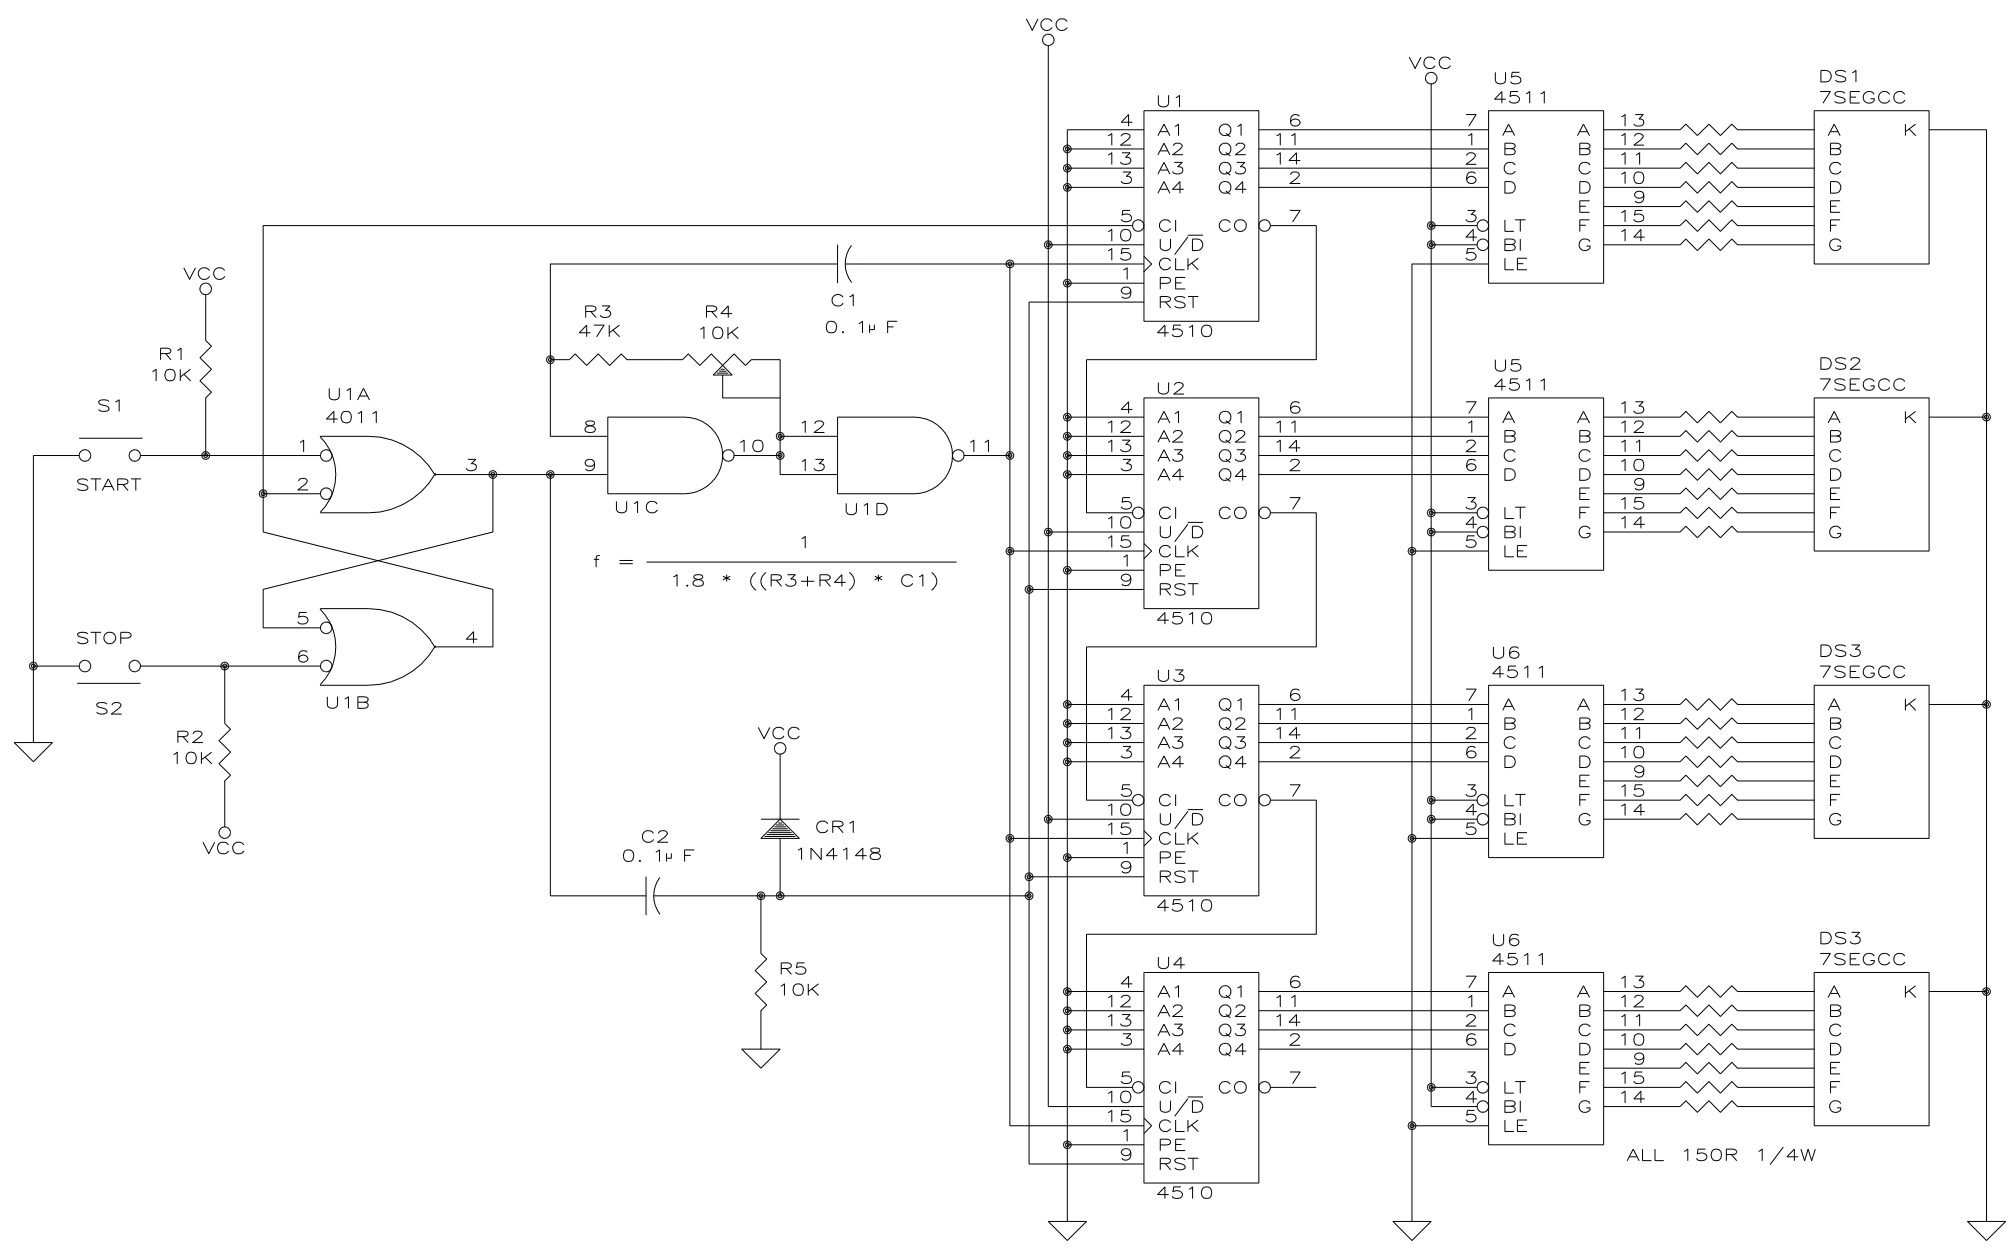 VCC
VCC
VCC
R1
10K
S1
START
U1A
4011
1
2
3
STOP
S2
5
6
4
U1B
R2
10K
VCC
R3
47K
R4
10K
C1
0.1µF
8
9
10
U1C
12
13
11
U1D
1
f = 
1.8 * ((R3+R4) * C1)
VCC
CR1
1N4148
C2
0.1µF
R5
10K
U1
4 A1 Q1 6
12 A2 Q2 11
13 A3 Q3 14
3 A4 Q4 2
5 CI CO 7
10 U/D
15 CLK
1 PE
9 RST
4510
U5
4511
7 A A 13
1 B B 12
2 C C 11
6 D D 10
E 9
3 LT F 15
4 BI G 14
5 LE
DS1
7SEGCC
A K
B
C
D
E
F
G
U2
4 A1 Q1 6
12 A2 Q2 11
13 A3 Q3 14
3 A4 Q4 2
5 CI CO 7
10 U/D
15 CLK
1 PE
9 RST
4510
U5
4511
7 A A 13
1 B B 12
2 C C 11
6 D D 10
E 9
3 LT F 15
4 BI G 14
5 LE
DS2
7SEGCC
A K
B
C
D
E
F
G
U3
4 A1 Q1 6
12 A2 Q2 11
13 A3 Q3 14
3 A4 Q4 2
5 CI CO 7
10 U/D
15 CLK
1 PE
9 RST
4510
U6
4511
7 A A 13
1 B B 12
2 C C 11
6 D D 10
E 9
3 LT F 15
4 BI G 14
5 LE
DS3
7SEGCC
A K
B
C
D
E
F
G
U4
4 A1 Q1 6
12 A2 Q2 11
13 A3 Q3 14
3 A4 Q4 2
5 CI CO 7
10 U/D
15 CLK
1 PE
9 RST
4510
U6
4511
7 A A 13
1 B B 12
2 C C 11
6 D D 10
E 9
3 LT F 15
4 BI G 14
5 LE
DS3
7SEGCC
A K
B
C
D
E
F
G
ALL 150R 1/4W